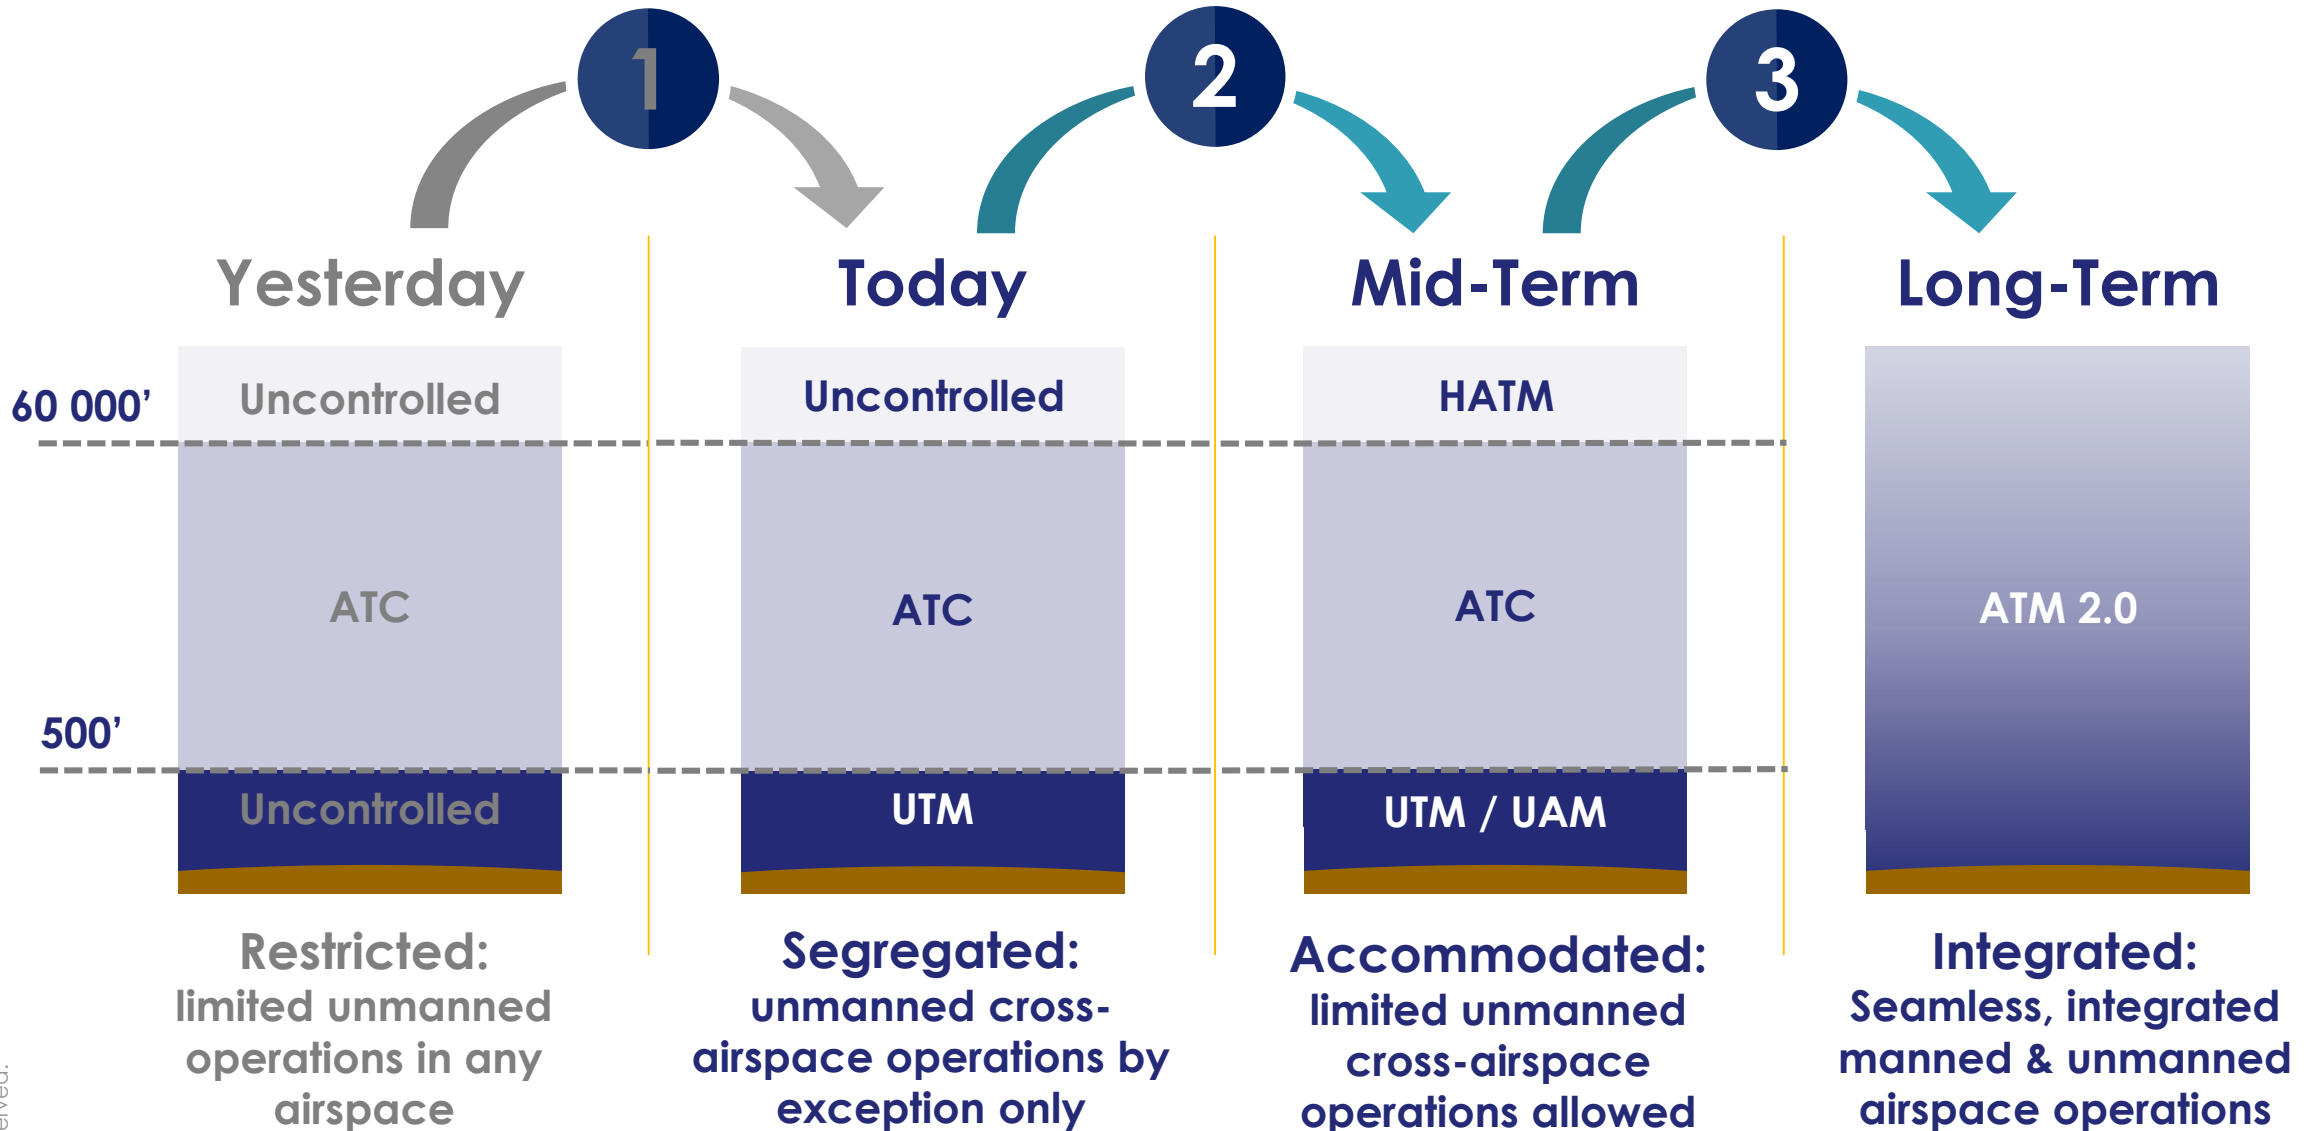 1
2
3
Yesterday
Today
Mid-Term
Long-Term
60 000’
Uncontrolled
Uncontrolled
HATM
ATC
ATC
ATC
ATM 2.0
500’
Uncontrolled
UTM
UTM / UAM
Restricted:
limited unmanned
operations in any
airspace
Segregated:
unmanned cross-
airspace operations by
exception only
Accommodated:
limited unmanned
cross-airspace
operations allowed
Integrated:
Seamless, integrated
manned & unmanned
airspace operations